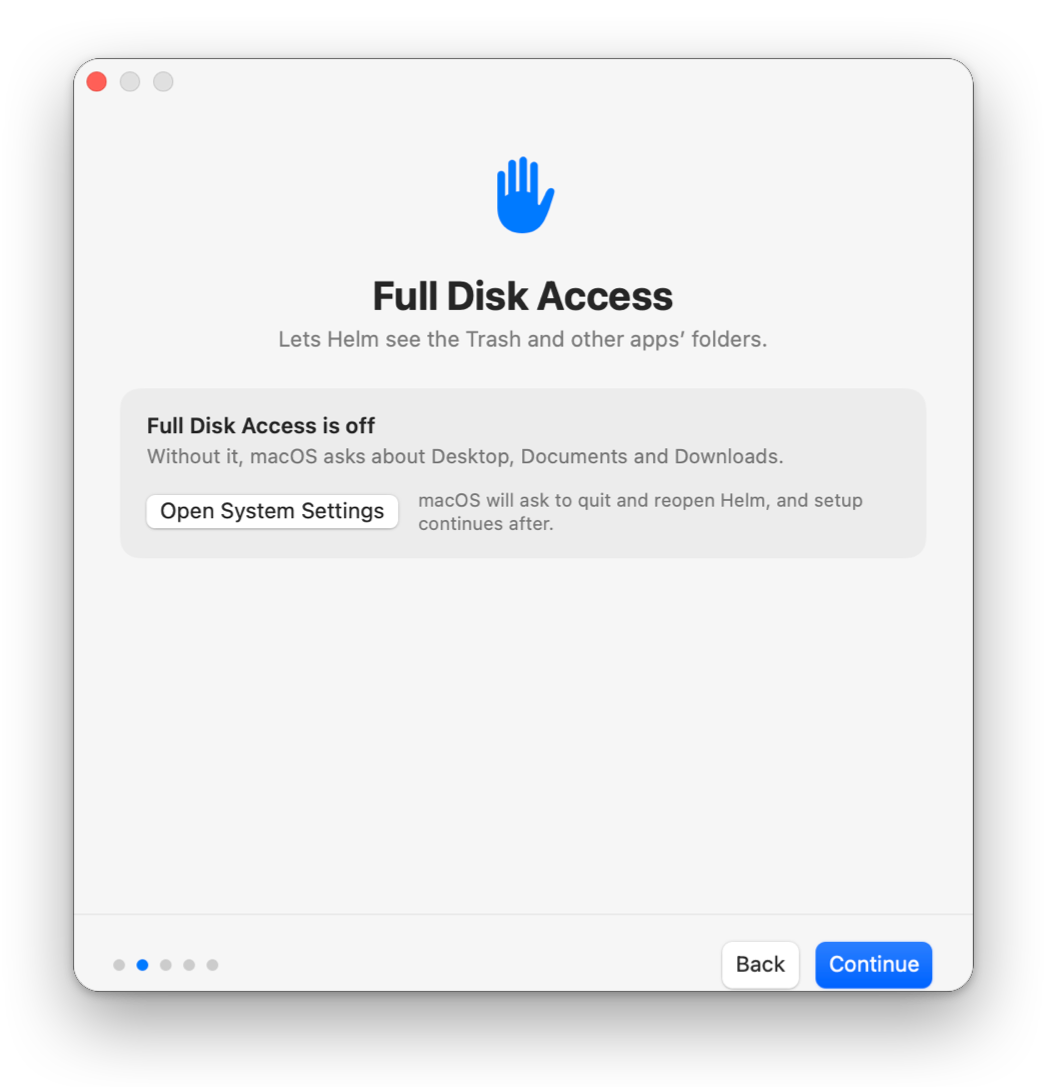 Full Disk Access
Lets Helm see the Trash and other apps’ folders.
Full Disk Access is off
Without it, macOS asks about Desktop, Documents and Downloads.
Open System Settings
macOS will ask to quit and reopen Helm, and setup
continues after.
Back
Continue